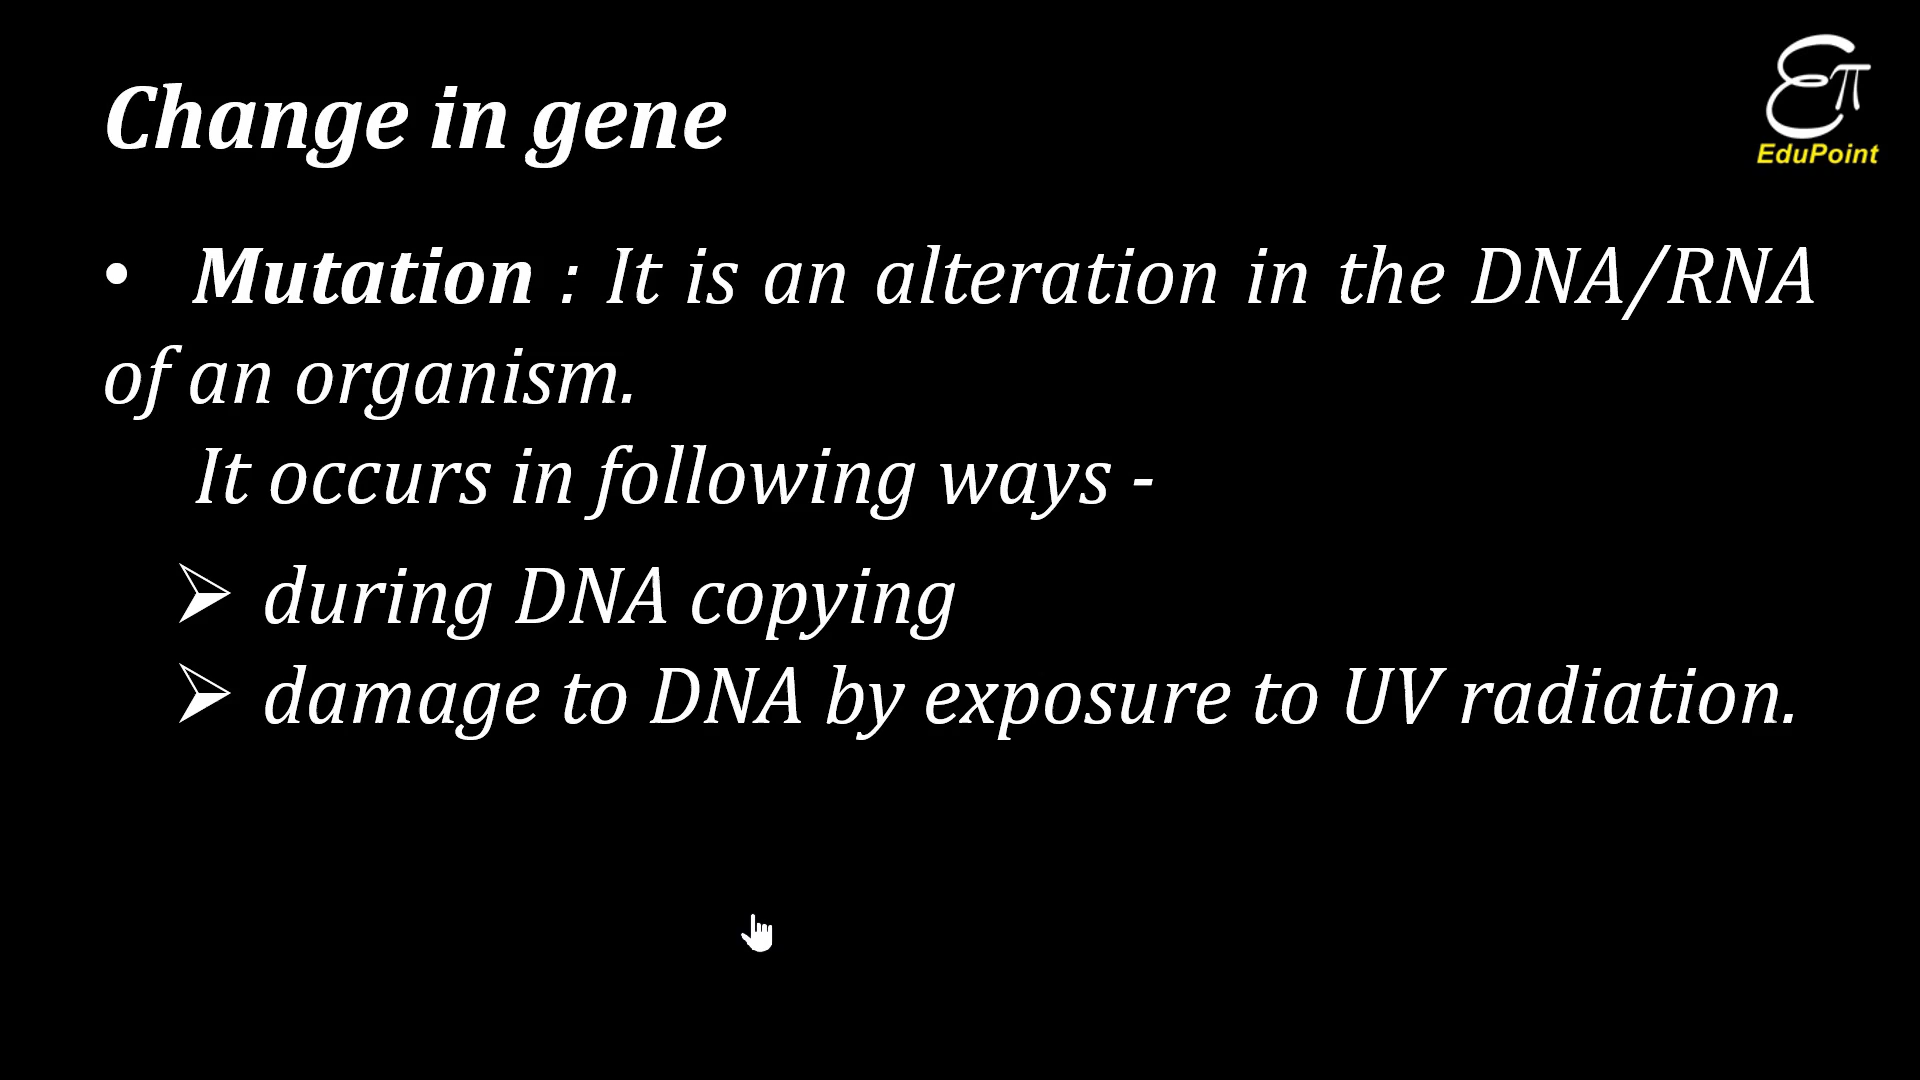 Change in gene
Eπ
EduPoint
• Mutation : It is an alteration in the DNA/RNA
of an organism.
It occurs in following ways -
➢ during DNA copying
➢ damage to DNA by exposure to UV radiation.